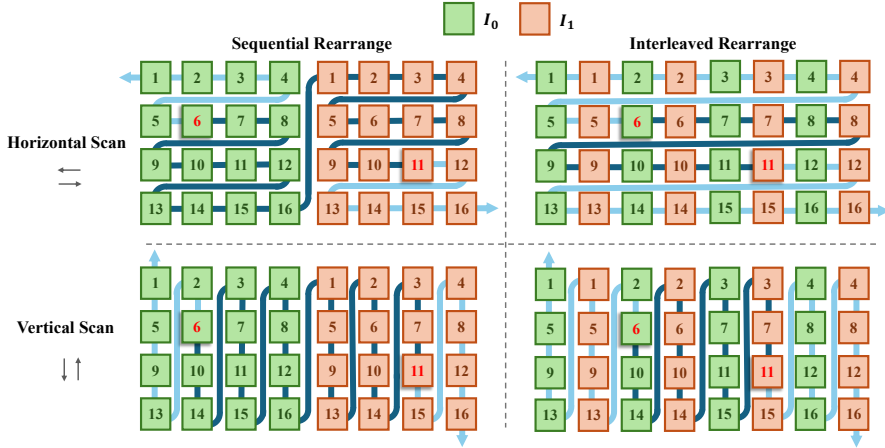 I₀ I₁
Sequential Rearrange Interleaved Rearrange
1 2 3 4 1 2 3 4 1 1 2 2 3 3 4 4
5 6 7 8 5 6 7 8 5 5 6 6 7 7 8 8
Horizontal Scan
9 10 11 12 9 10 11 12 9 9 10 10 11 11 12 12
13 14 15 16 13 14 15 16 13 13 14 14 15 15 16 16
1 2 3 4 1 2 3 4 1 1 2 2 3 3 4 4
5 6 7 8 5 6 7 8 5 5 6 6 7 7 8 8
Vertical Scan
9 10 11 12 9 10 11 12 9 9 10 10 11 11 12 12
13 14 15 16 13 14 15 16 13 13 14 14 15 15 16 16